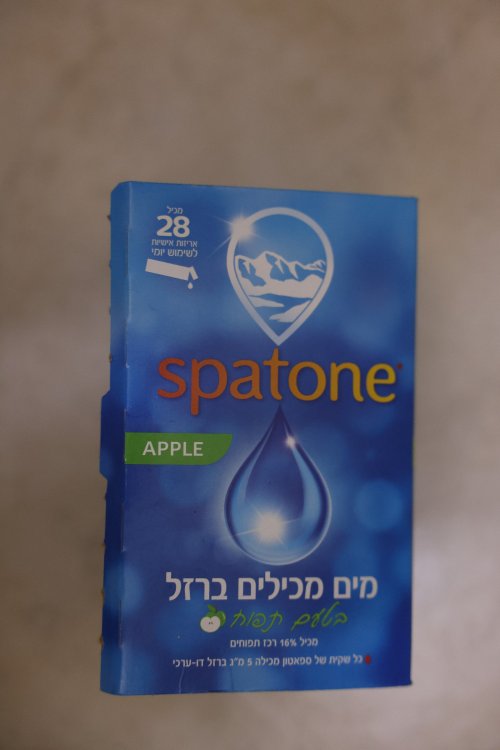 מכיל
28
אריזות אישיות
לשימוש יומי
spatone
APPLE
מים מכילים ברזל
בטעם תפוח
מכיל 16% רכז תפוחים
כל שקית של ספאטון מכילה 5 מ"ג ברזל דו-ערכי